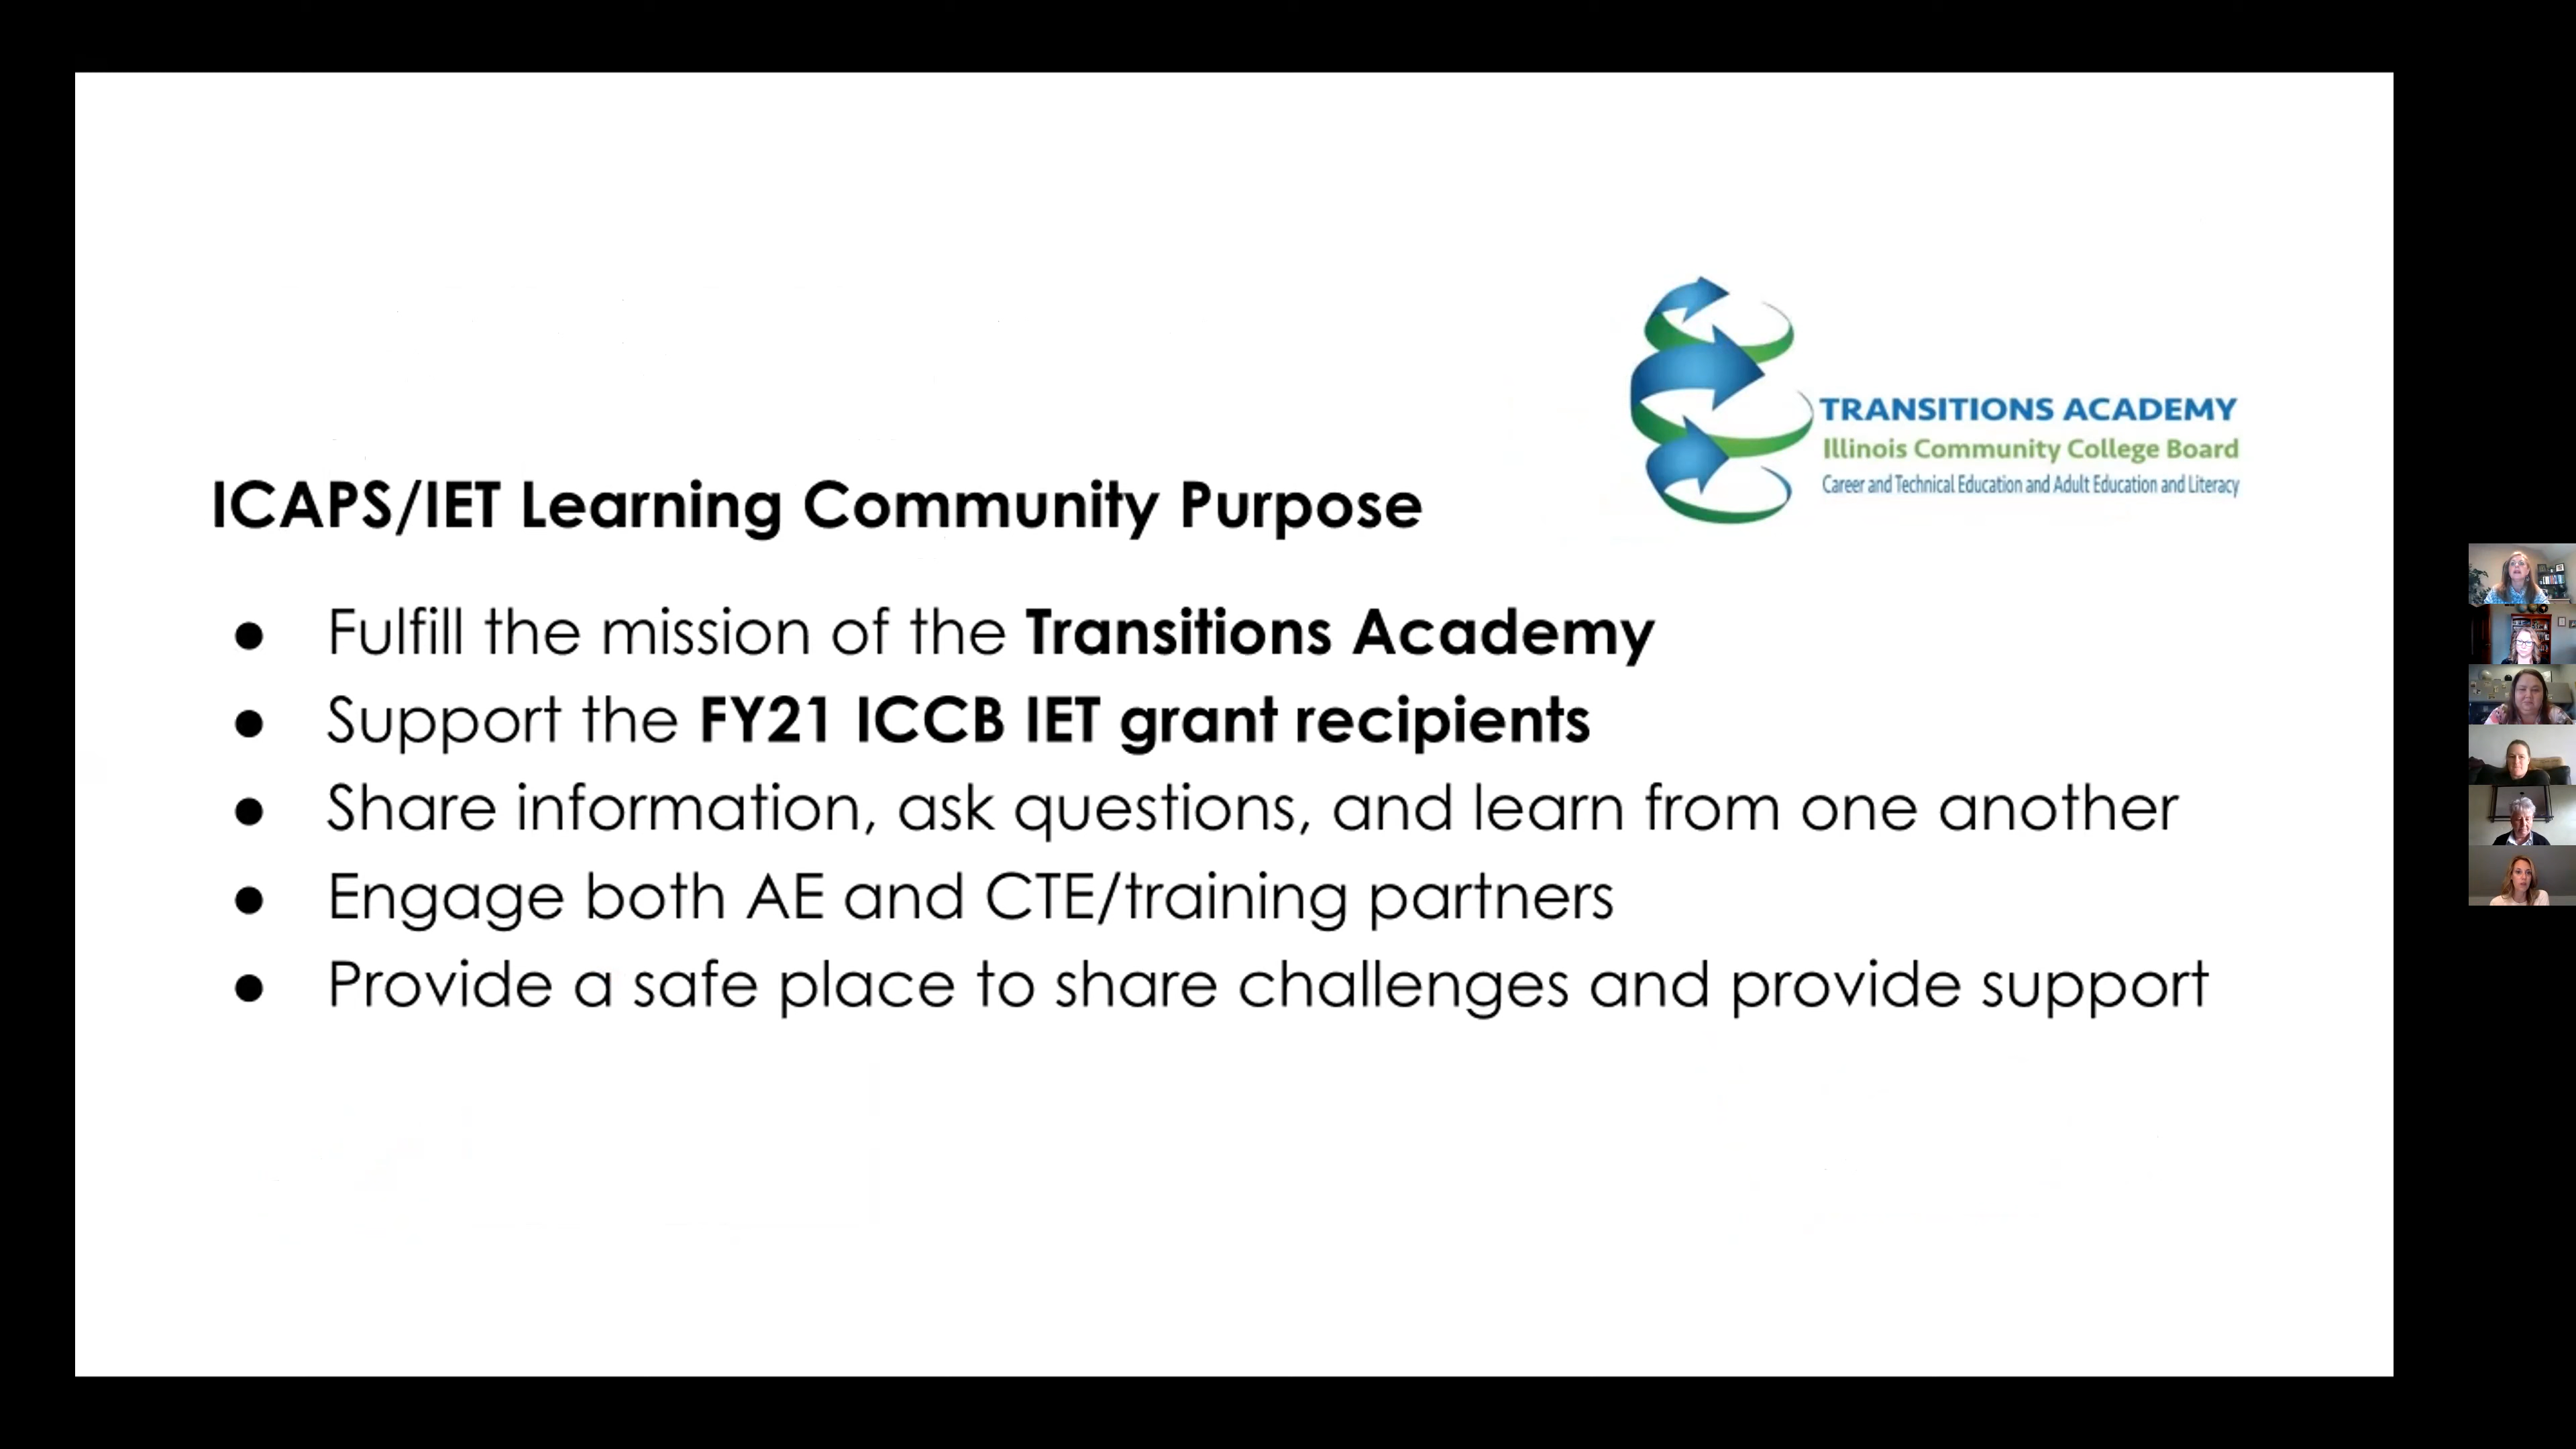 TRANSITIONS ACADEMY
Illinois Community College Board
Career and Technical Education and Adult Education and Literacy
ICAPS/IET Learning Community Purpose
● Fulfill the mission of the Transitions Academy
● Support the FY21 ICCB IET grant recipients
● Share information, ask questions, and learn from one another
● Engage both AE and CTE/training partners
● Provide a safe place to share challenges and provide support